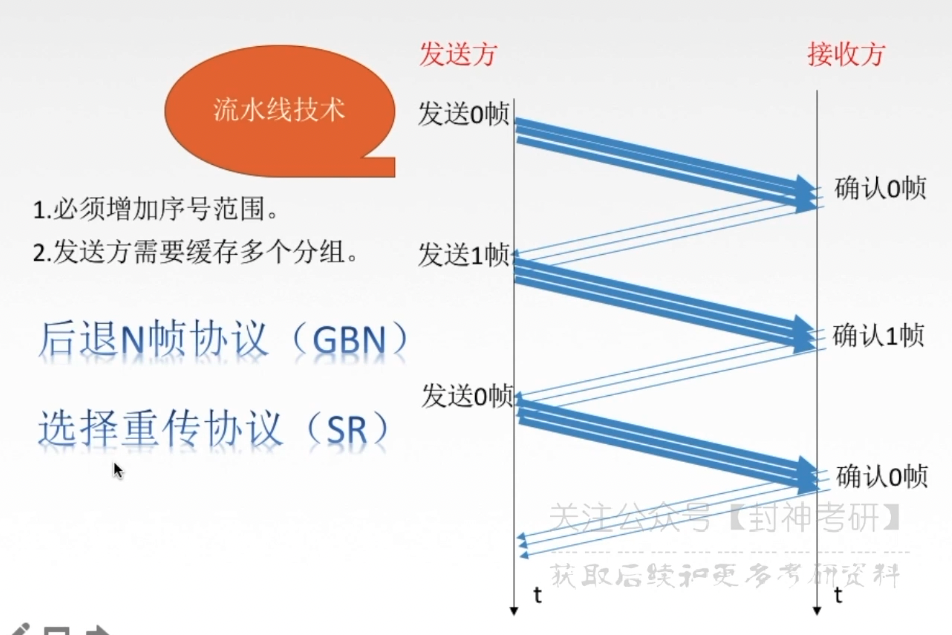 发送方
接收方
流水线技术
发送0帧
确认0帧
1.必须增加序号范围。
2.发送方需要缓存多个分组。
发送1帧
后退N帧协议（GBN）
确认1帧
发送0帧
选择重传协议（SR）
确认0帧
关注公众号【封神考研】
获取后续和更多考研资料
t
t